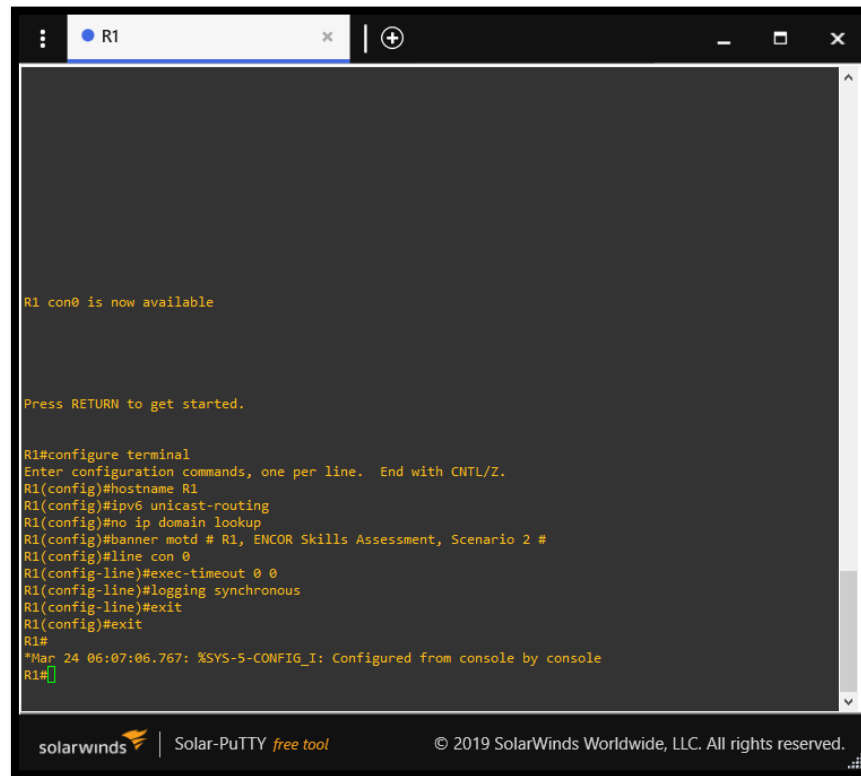 R1
R1 con0 is now available
Press RETURN to get started.
R1#configure terminal
Enter configuration commands, one per line.  End with CNTL/Z.
R1(config)#hostname R1
R1(config)#ipv6 unicast-routing
R1(config)#no ip domain lookup
R1(config)#banner motd # R1, ENCOR Skills Assessment, Scenario 2 #
R1(config)#line con 0
R1(config-line)#exec-timeout 0 0
R1(config-line)#logging synchronous
R1(config-line)#exit
R1(config)#exit
R1#
*Mar 24 06:07:06.767: %SYS-5-CONFIG_I: Configured from console by console
R1#
solarwinds Solar-PuTTY free tool © 2019 SolarWinds Worldwide, LLC. All rights reserved.